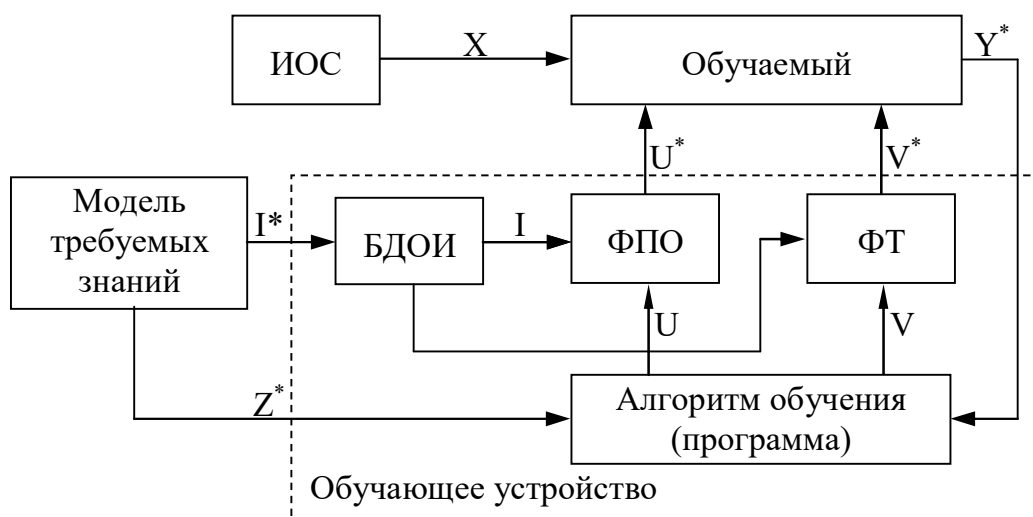 ИОС
X
Обучаемый
Y*
U*
V*
Модель
требуемых
знаний
I*
БДОИ
I
ФПО
ФТ
U
V
Z*
Алгоритм обучения
(программа)
Обучающее устройство